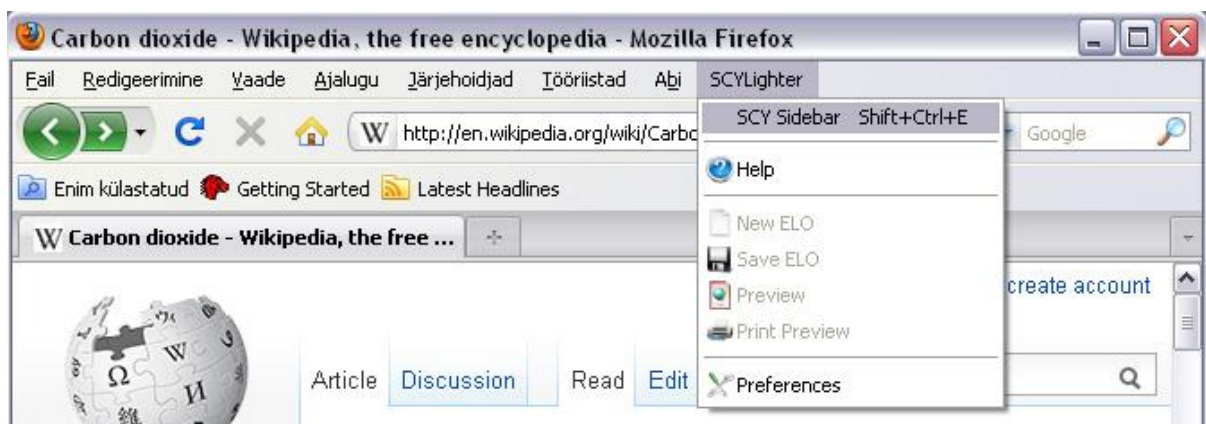 Carbon dioxide - Wikipedia, the free encyclopedia - Mozilla Firefox
Fail Redigeerimine Vaade Ajalugu Järjehoidjad Tööriistad Abi SCYLighter
SCY Sidebar Shift+Ctrl+E
W http://en.wikipedia.org/wiki/Carbo
Google
Help
Enim külastatud Getting Started Latest Headlines
New ELO
W Carbon dioxide - Wikipedia, the free ...
Save ELO
create account
Preview
Print Preview
Ω W И
Article Discussion Read Edit
Preferences